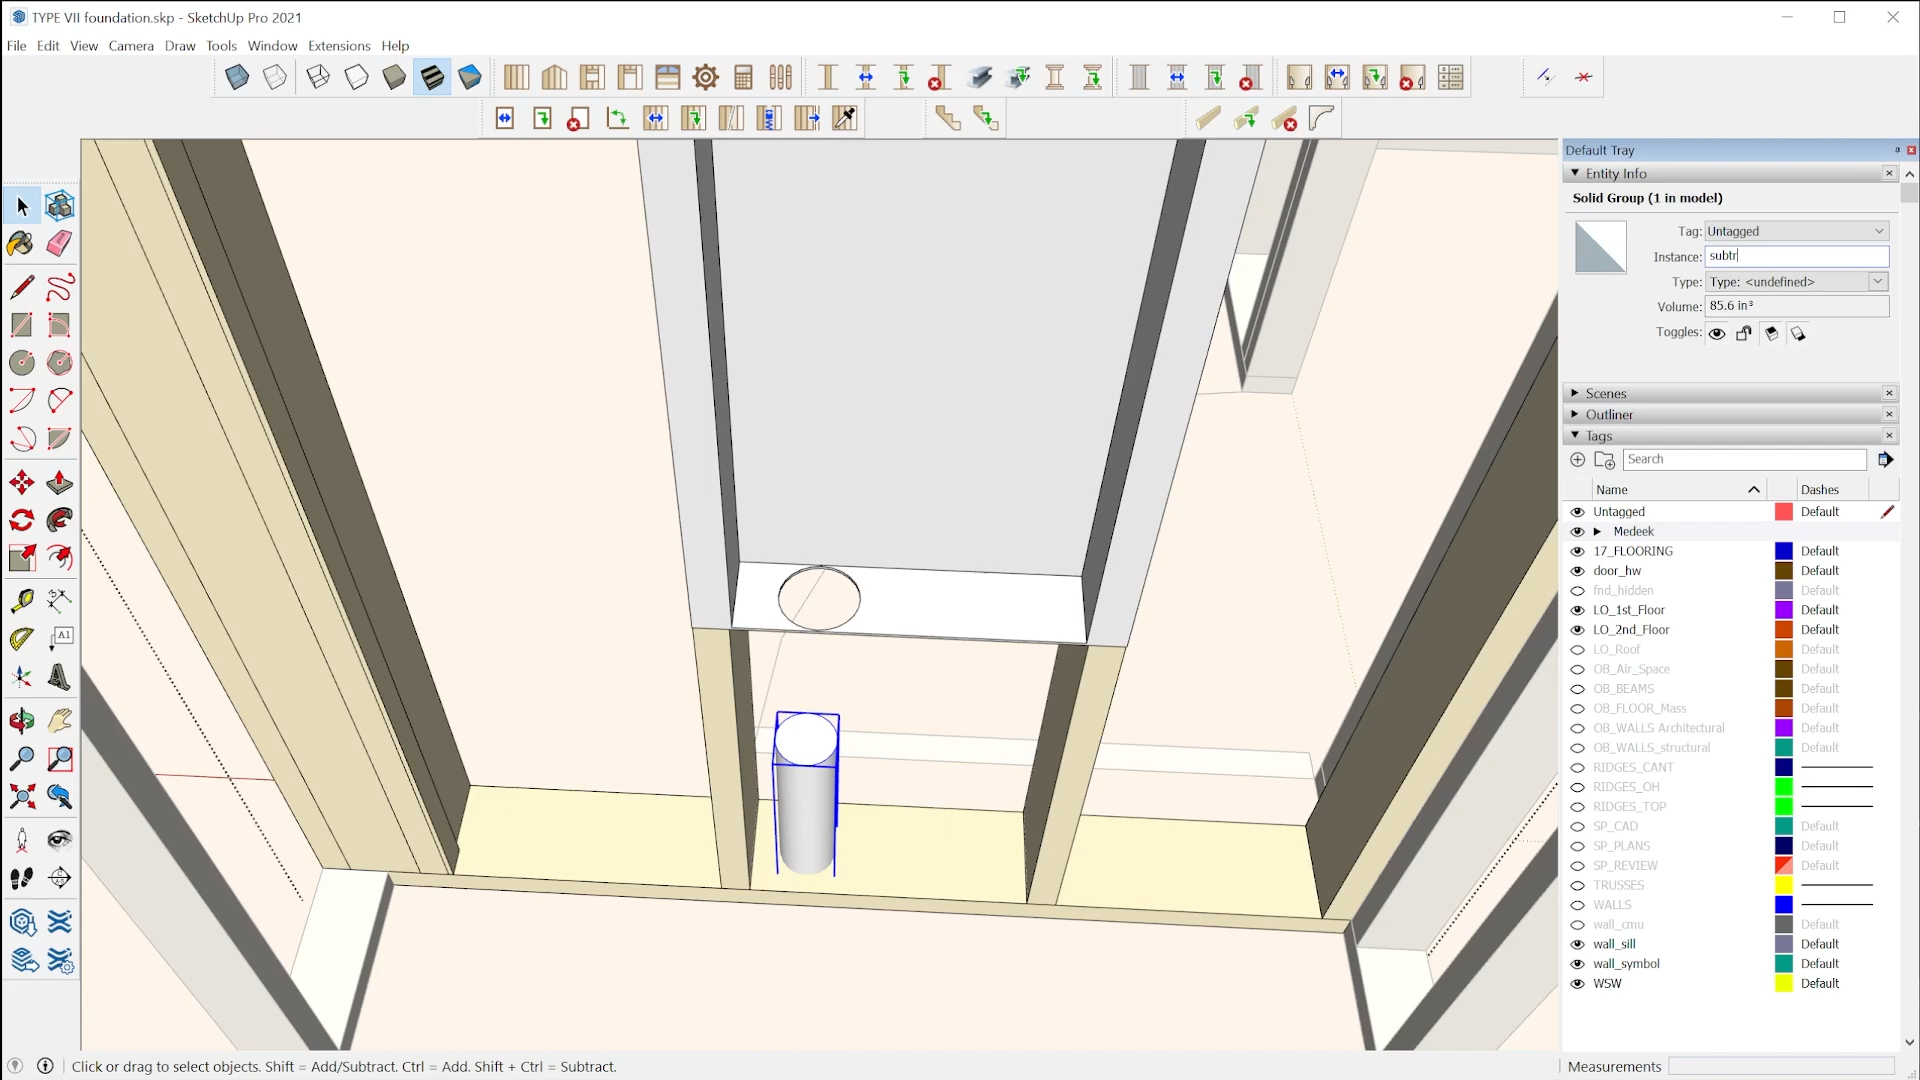 TYPE VII foundation.skp - SketchUp Pro 2021
File Edit View Camera Draw Tools Window Extensions Help
Default Tray
Entity Info
Solid Group (1 in model)
Tag: Untagged
Instance: subtr
Type: Type: <undefined>
Volume: 85.6 in³
Toggles:
Scenes
Outliner
Tags
Search
Name Dashes
Untagged Default
Medeek
17_FLOORING Default
door_hw Default
fnd_hidden Default
LO_1st_Floor Default
LO_2nd_Floor Default
LO_Roof Default
OB_Air_Space Default
OB_BEAMS Default
OB_FLOOR_Mass Default
OB_WALLS Architectural Default
OB_WALLS_structural Default
RIDGES_CANT
RIDGES_OH
RIDGES_TOP
SP_CAD Default
SP_PLANS Default
SP_REVIEW Default
TRUSSES
WALLS
wall_cmu Default
wall_sill Default
wall_symbol Default
WSW Default
A1
Click or drag to select objects. Shift = Add/Subtract. Ctrl = Add. Shift + Ctrl = Subtract.
Measurements